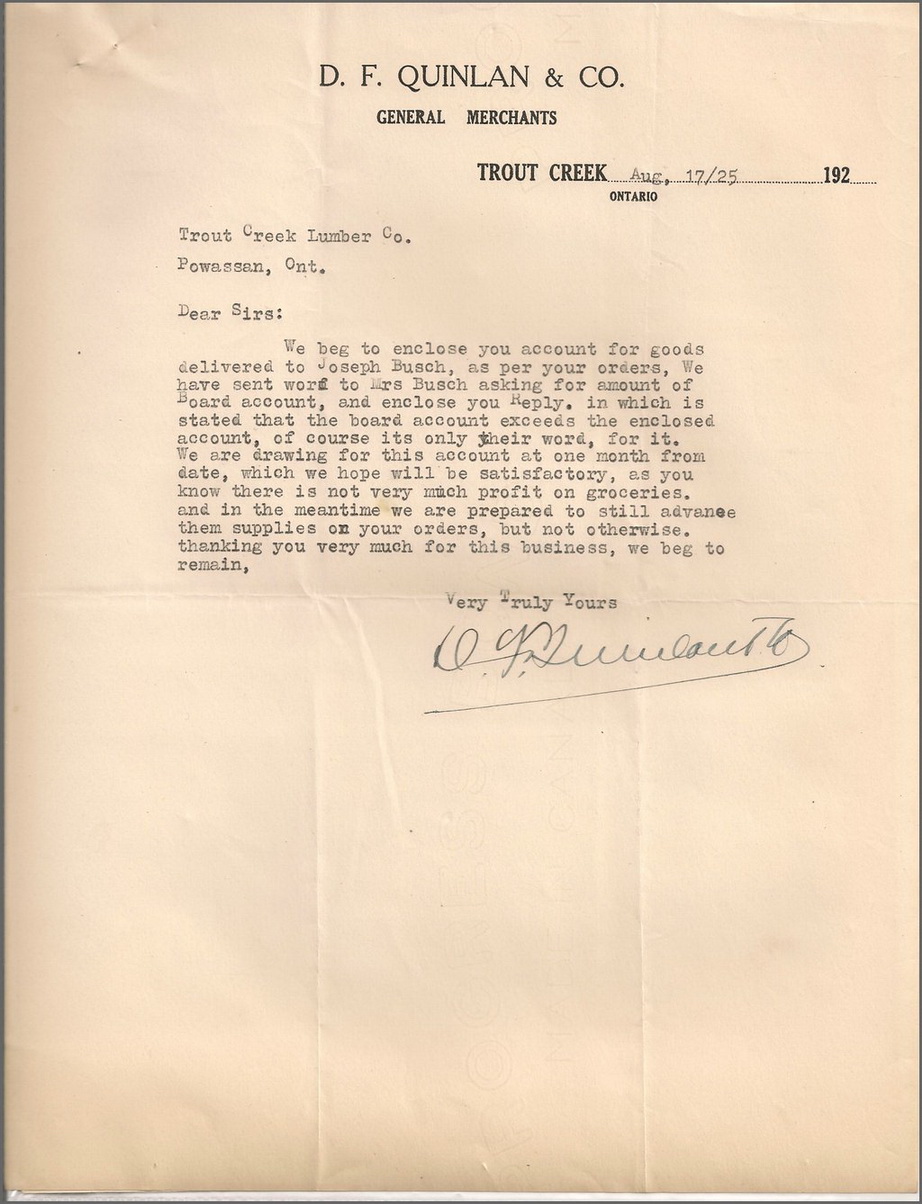 D. F. QUINLAN & CO.
GENERAL MERCHANTS
TROUT CREEK Aug, 17/25 192
ONTARIO
Trout Creek Lumber Co.
Powassan, Ont.
Dear Sirs:
We beg to enclose you account for goods
delivered to Joseph Busch, as per your orders, We
have sent word to Mrs Busch asking for amount of
Board account, and enclose you Reply. in which is
stated that the board account exceeds the enclosed
account, of course its only their word, for it.
We are drawing for this account at one month from
date, which we hope will be satisfactory, as you
know there is not very much profit on groceries.
and in the meantime we are prepared to still advance
them supplies on your orders, but not otherwise.
thanking you very much for this business, we beg to
remain,
Very Truly Yours
D. F. Quinlan & Co